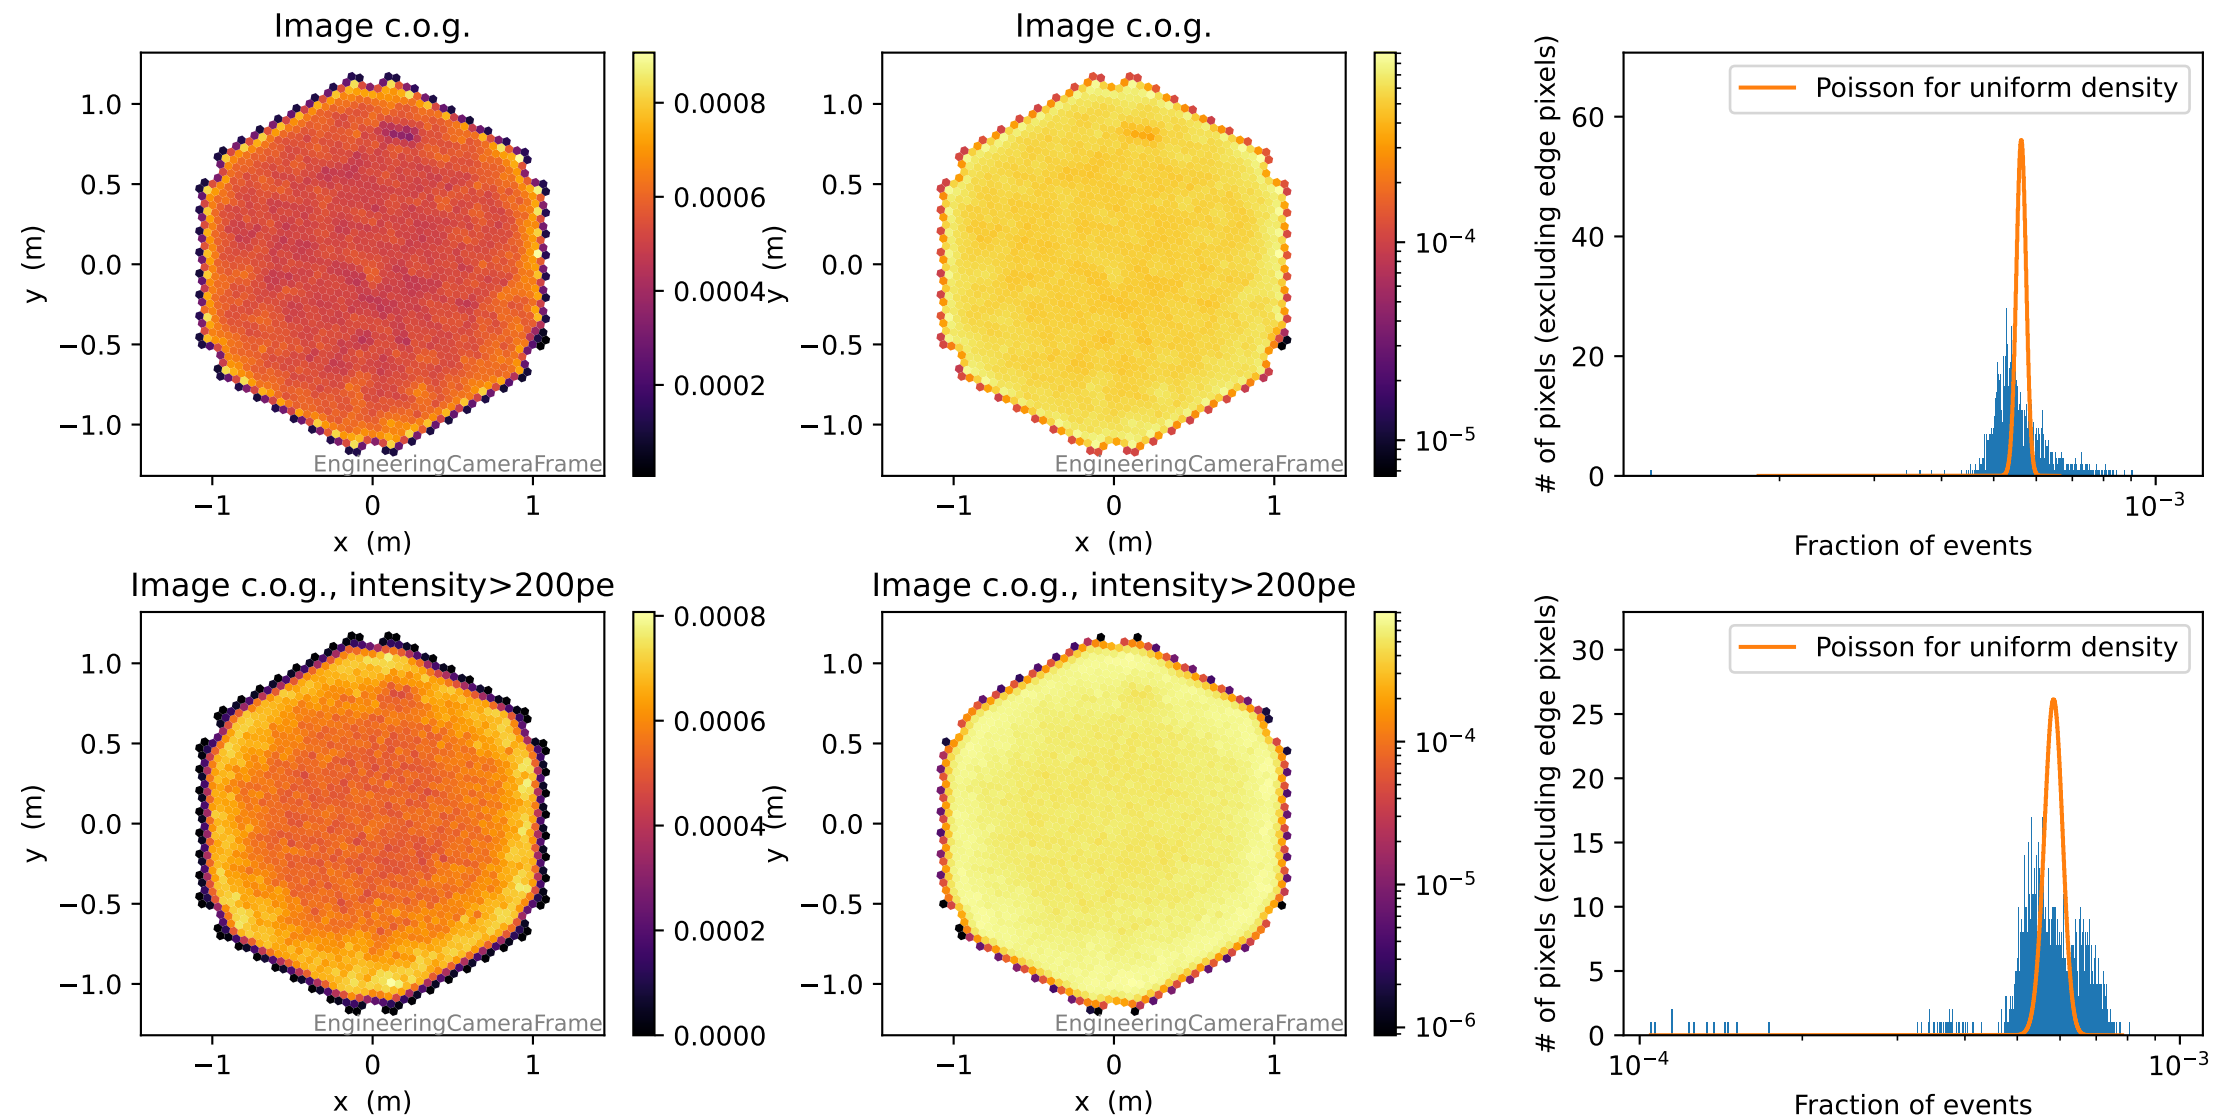 Image c.o.g.
1.0
0.5
0.0
−0.5
−1.0
y (m)
−1
0
1
x (m)
EngineeringCameraFrame
0.0008
0.0006
0.0004
0.0002
Image c.o.g.
1.0
0.5
0.0
−0.5
−1.0
y (m)
−1
0
1
x (m)
EngineeringCameraFrame
10⁻⁴
10⁻⁵
# of pixels (excluding edge pixels)
60
40
20
0
Poisson for uniform density
10⁻³
Fraction of events
Image c.o.g., intensity>200pe
1.0
0.5
0.0
−0.5
−1.0
y (m)
−1
0
1
x (m)
EngineeringCameraFrame
0.0008
0.0006
0.0004
0.0002
0.0000
Image c.o.g., intensity>200pe
1.0
0.5
0.0
−0.5
−1.0
y (m)
−1
0
1
x (m)
EngineeringCameraFrame
10⁻⁴
10⁻⁵
10⁻⁶
# of pixels (excluding edge pixels)
30
25
20
15
10
5
0
Poisson for uniform density
10⁻⁴
10⁻³
Fraction of events